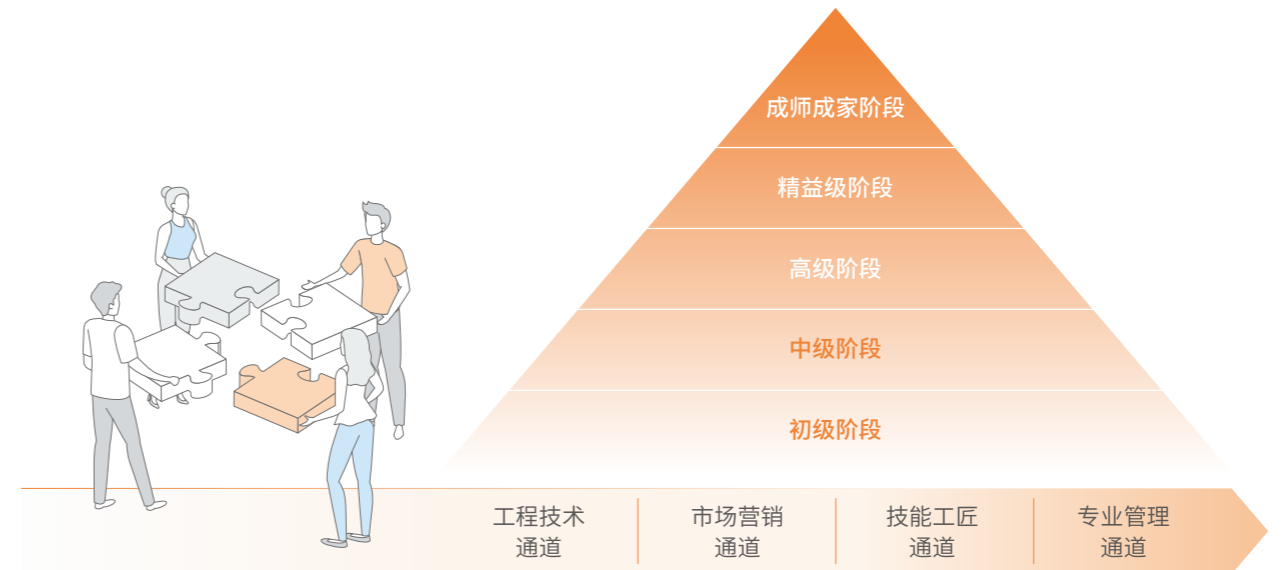 成师成家阶段
精益级阶段
高级阶段
中级阶段
初级阶段
工程技术
通道
市场营销
通道
技能工匠
通道
专业管理
通道